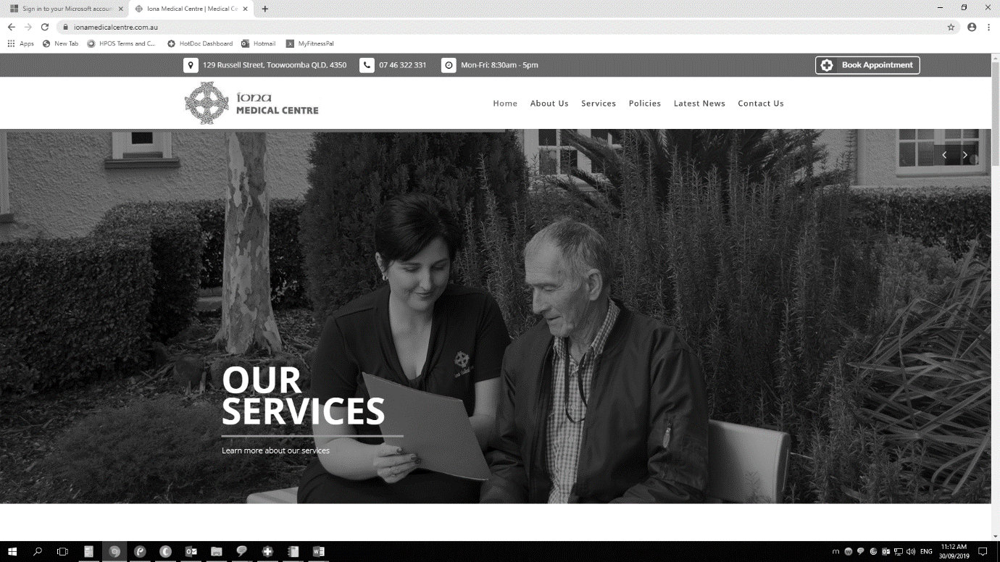 Sign in to your Microsoft accoun
Iona Medical Centre | Medical Ce
ionamedicalcentre.com.au
Apps
New Tab
HPOS Terms and C...
HotDoc Dashboard
Hotmail
MyFitnessPal
129 Russell Street, Toowoomba QLD, 4350
07 46 322 331
Mon-Fri: 8:30am - 5pm
Book Appointment
iona
MEDICAL CENTRE
Home
About Us
Services
Policies
Latest News
Contact Us
OUR
SERVICES
Learn more about our services
ENG
11:12 AM
30/09/2019